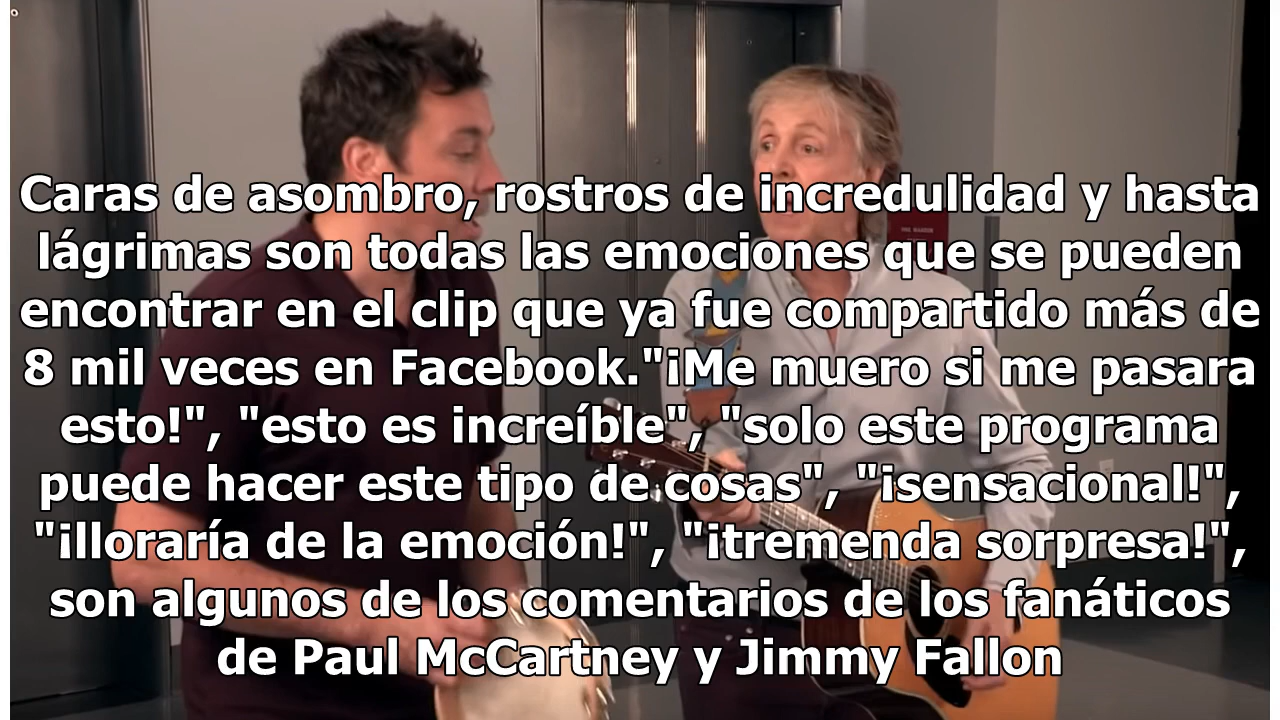 Caras de asombro, rostros de incredulidad y hasta
lágrimas son todas las emociones que se pueden
encontrar en el clip que ya fue compartido más de
8 mil veces en Facebook."¡Me muero si me pasara
esto!", "esto es increíble", "solo este programa
puede hacer este tipo de cosas", "¡sensacional!",
"¡lloraría de la emoción!", "¡tremenda sorpresa!",
son algunos de los comentarios de los fanáticos
de Paul McCartney y Jimmy Fallon